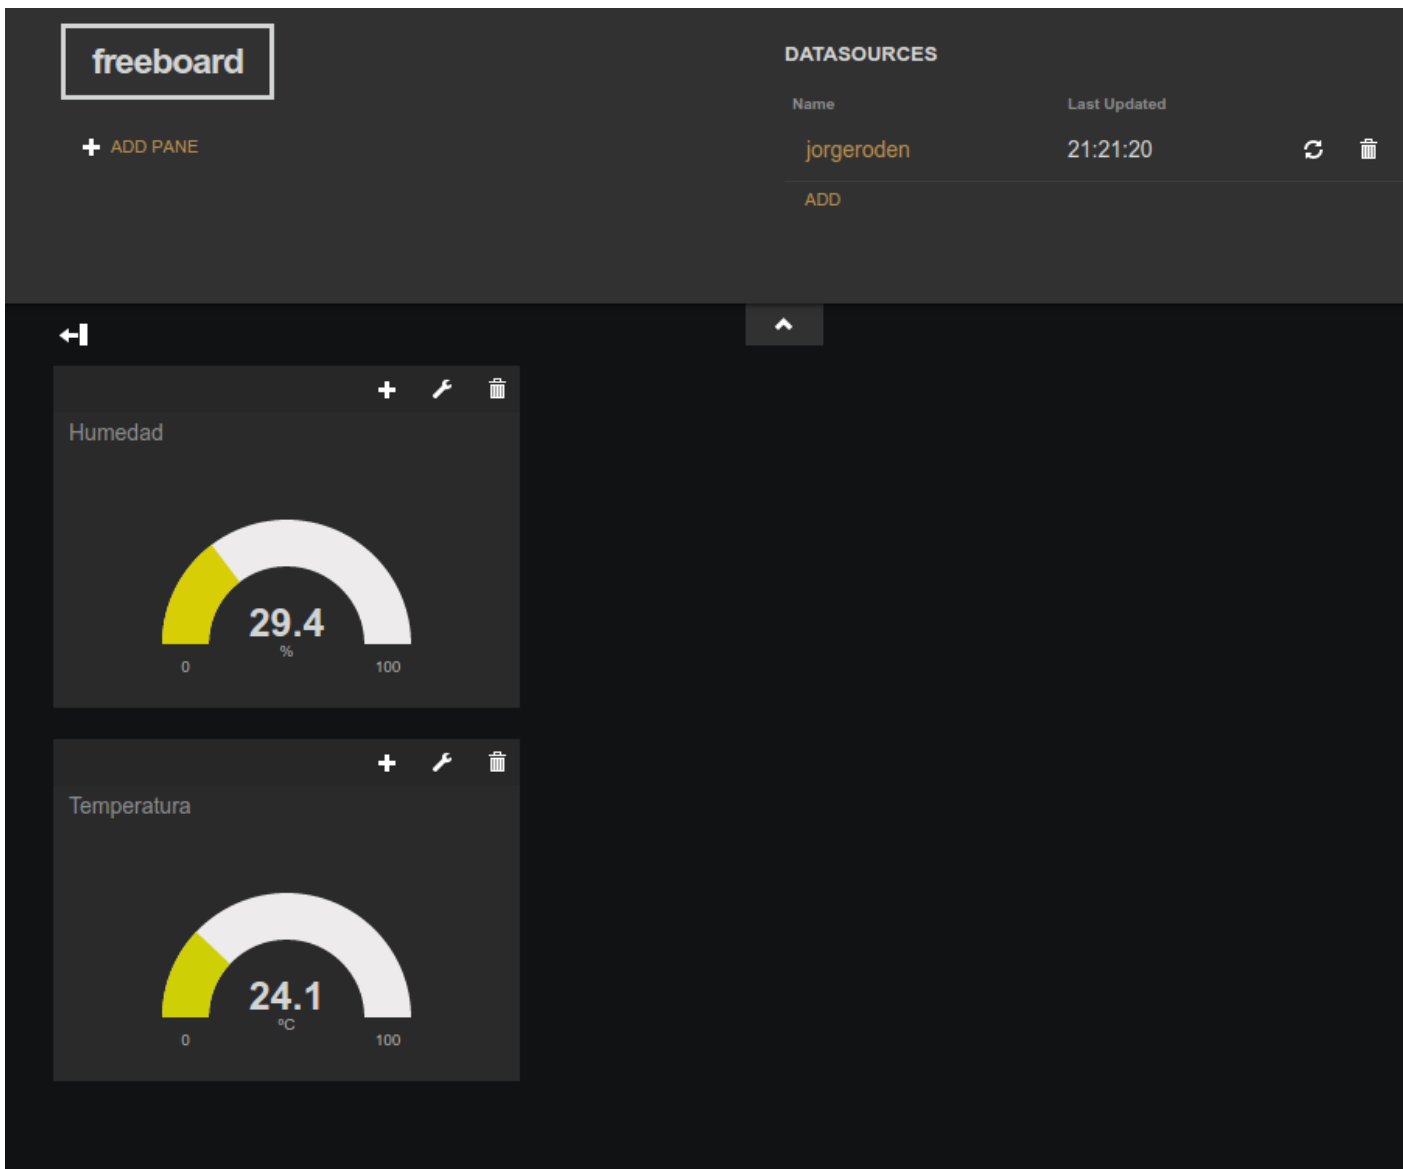 freeboard
ADD PANE
DATASOURCES
Name Last Updated
jorgeroden 21:21:20
ADD
Humedad
29.4
%
0 100
Temperatura
24.1
ºC
0 100